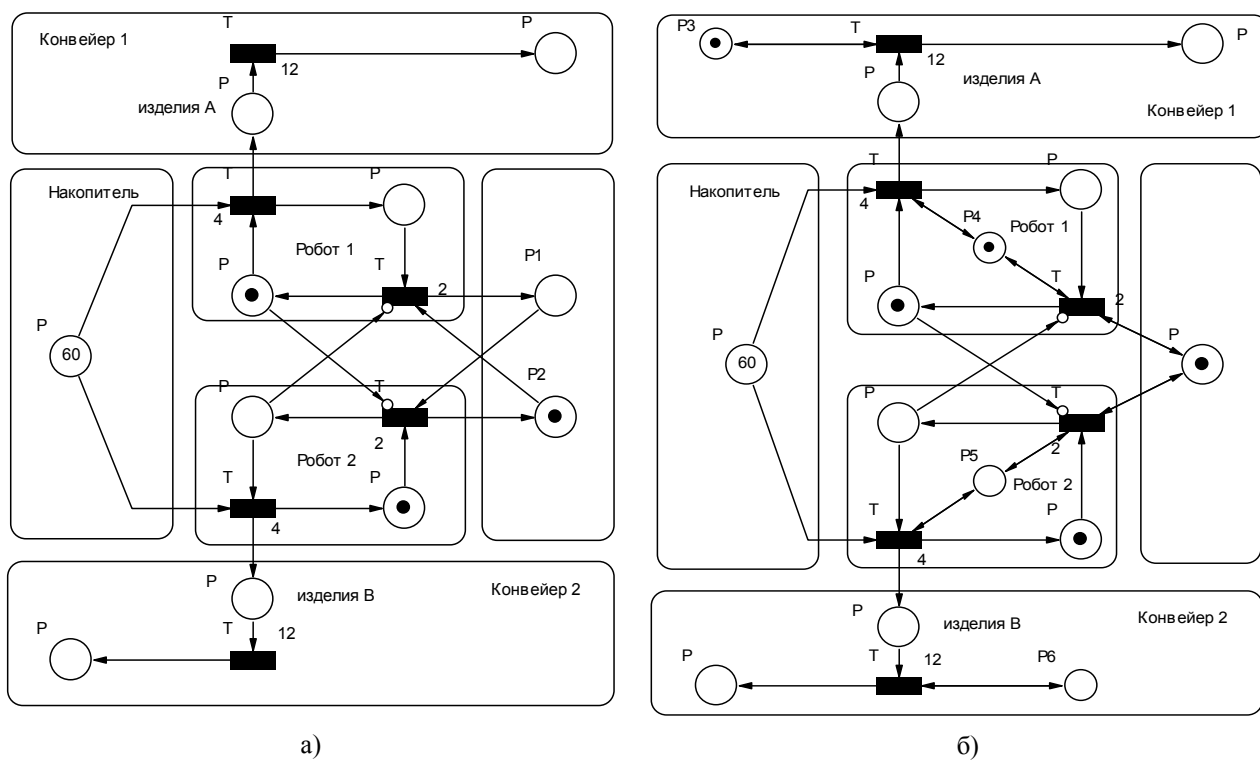 Конвейер 1
T
P
12
P
изделия А
Накопитель
T
P
4
Робот 1
P
T
2
P1
P
60
P2
P
T
2
Робот 2
T
P
4
P
изделия В
Конвейер 2
T
12
P
а)
P3
T
P
12
P
изделия А
Конвейер 1
Накопитель
T
P
4
P4
Робот 1
P
T
2
P
60
P
P
T
2
P5
Робот 2
T
P
4
P
изделия В
Конвейер 2
T
12
P
P6
б)